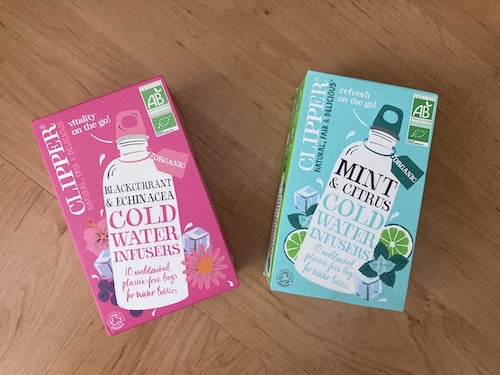 CLIPPER®
NATURAL, FAIR & DELICIOUS™
vitality
on the go!
AB
ORGANIC
BLACKCURRANT
& ECHINACEA
COLD
WATER
INFUSERS
10 unbleached
plastic-free bags
for Water Bottles
CLIPPER®
NATURAL, FAIR & DELICIOUS™
refresh
on the go!
AB
ORGANIC
MINT
& CITRUS
COLD
WATER
INFUSERS
10 unbleached
plastic-free bags
for Water Bottles